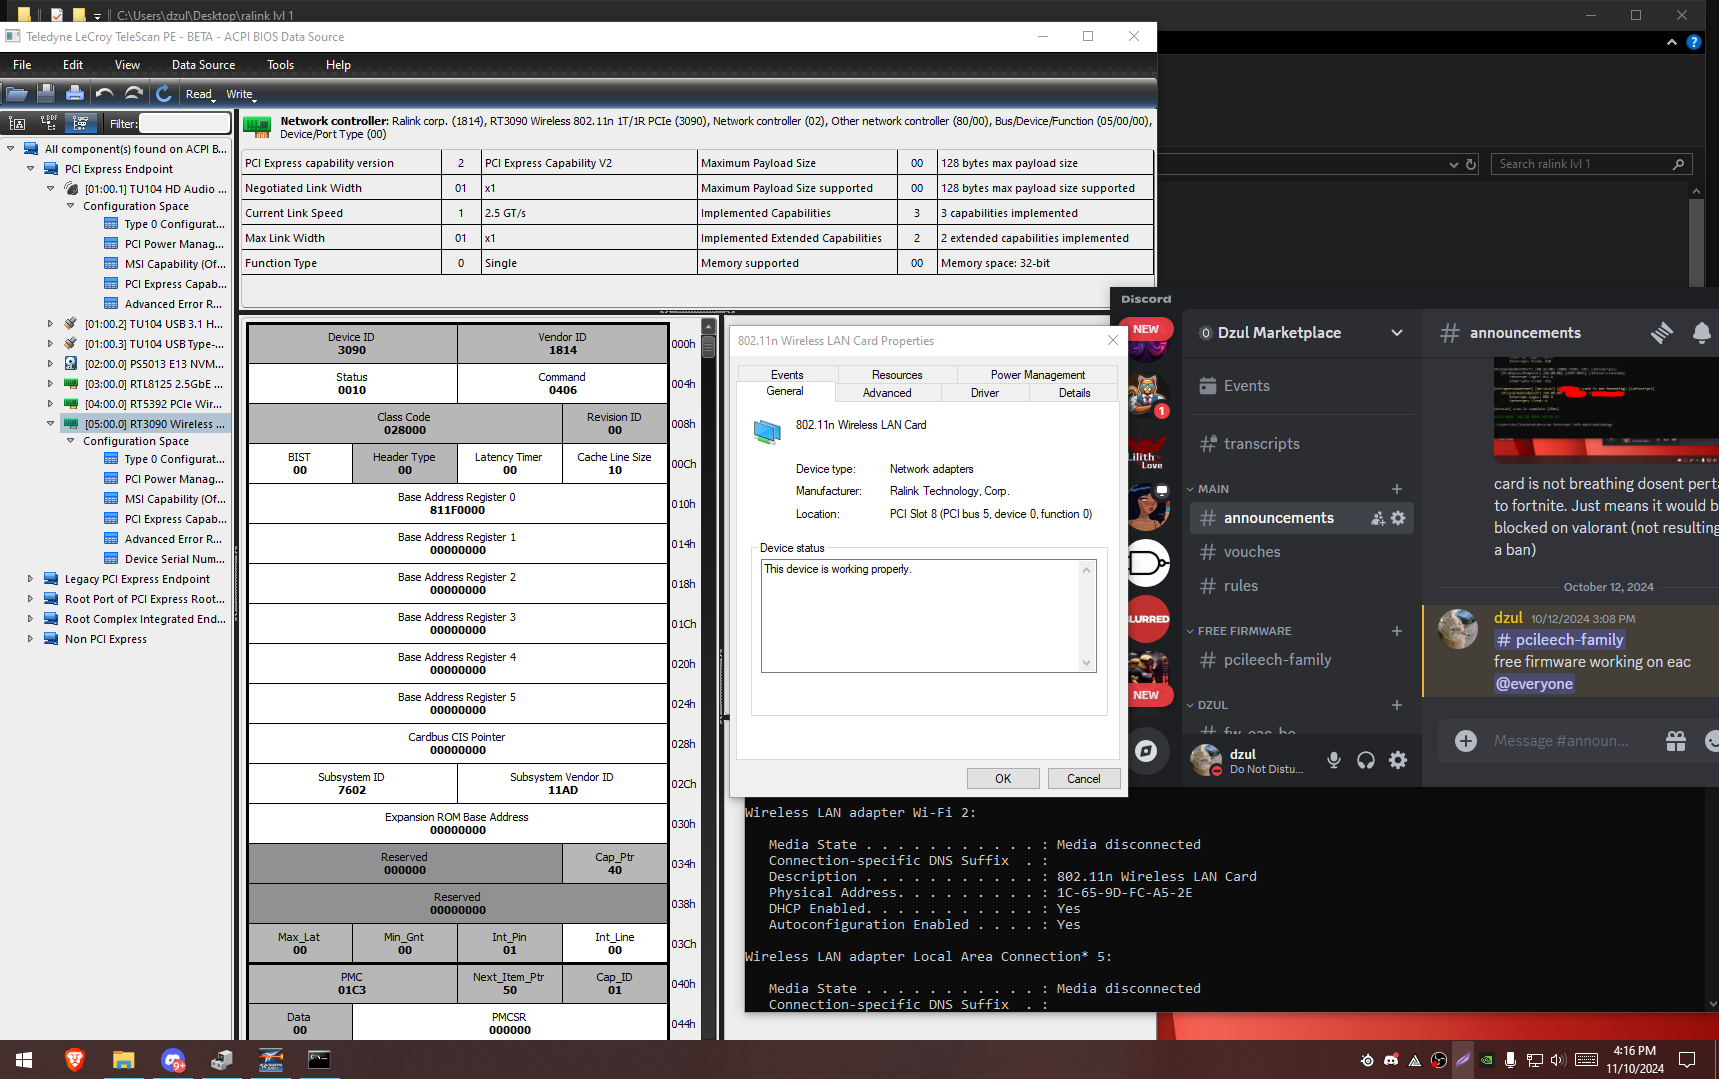 C:\Users\dzul\Desktop\ralink lvl 1
Teledyne LeCroy TeleScan PE - BETA - ACPI BIOS Data Source
File Edit View Data Source Tools Help
Read Write
Filter:
All component(s) found on ACPI B...
PCI Express Endpoint
[01:00.1] TU104 HD Audio ...
Configuration Space
Type 0 Configurat...
PCI Power Manag...
MSI Capability (Of...
PCI Express Capab...
Advanced Error R...
[01:00.2] TU104 USB 3.1 H...
[01:00.3] TU104 USB Type-...
[02:00.0] PS5013 E13 NVM...
[03:00.0] RTL8125 2.5GbE ...
[04:00.0] RT5392 PCIe Wir...
[05:00.0] RT3090 Wireless ...
Configuration Space
Type 0 Configurat...
PCI Power Manag...
MSI Capability (Of...
PCI Express Capab...
Advanced Error R...
Device Serial Num...
Legacy PCI Express Endpoint
Root Port of PCI Express Root...
Root Complex Integrated End...
Non PCI Express
Network controller: Ralink corp. (1814), RT3090 Wireless 802.11n 1T/1R PCIe (3090), Network controller (02), Other network controller (80/00), Bus/Device/Function (05/00/00),
Device/Port Type (00)
PCI Express capability version 2 PCI Express Capability V2 Maximum Payload Size 00 128 bytes max payload size
Negotiated Link Width 01 x1 Maximum Payload Size supported 00 128 bytes max payload size supported
Current Link Speed 1 2.5 GT/s Implemented Capabilities 3 3 capabilities implemented
Max Link Width 01 x1 Implemented Extended Capabilities 2 2 extended capabilities implemented
Function Type 0 Single Memory supported 00 Memory space: 32-bit
Device ID Vendor ID
3090 1814 000h
Status Command
0010 0406 004h
Class Code Revision ID
028000 00 008h
BIST Header Type Latency Timer Cache Line Size
00 00 00 10 00Ch
Base Address Register 0
811F0000 010h
Base Address Register 1
00000000 014h
Base Address Register 2
00000000 018h
Base Address Register 3
00000000 01Ch
Base Address Register 4
00000000 020h
Base Address Register 5
00000000 024h
Cardbus CIS Pointer
00000000 028h
Subsystem ID Subsystem Vendor ID
7602 11AD 02Ch
Expansion ROM Base Address
00000000 030h
Reserved Cap_Ptr
000000 40 034h
Reserved
00000000 038h
Max_Lat Min_Gnt Int_Pin Int_Line
00 00 01 00 03Ch
PMC Next_Item_Ptr Cap_ID
01C3 50 01 040h
Data PMCSR
00 000000 044h
802.11n Wireless LAN Card Properties
Events Resources Power Management
General Advanced Driver Details
802.11n Wireless LAN Card
Device type: Network adapters
Manufacturer: Ralink Technology, Corp.
Location: PCI Slot 8 (PCI bus 5, device 0, function 0)
Device status
This device is working properly.
OK Cancel
Search ralink lvl 1
Discord
NEW
1
Lilith
Love
BLURRED
NEW
Dzul Marketplace
Events
transcripts
MAIN
announcements
vouches
rules
FREE FIRMWARE
pcileech-family
DZUL
fw-eac-be
dzul
Do Not Distu...
# announcements
card is not breathing dosent perta
to fortnite. Just means it would b
blocked on valorant (not resulting
a ban)
October 12, 2024
dzul 10/12/2024 3:08 PM
# pcileech-family
free firmware working on eac
@everyone
Message #announ...
Wireless LAN adapter Wi-Fi 2:
Media State . . . . . . . . . . . : Media disconnected
Connection-specific DNS Suffix . :
Description . . . . . . . . . . . : 802.11n Wireless LAN Card
Physical Address. . . . . . . . . : 1C-65-9D-FC-A5-2E
DHCP Enabled. . . . . . . . . . . : Yes
Autoconfiguration Enabled . . . . : Yes
Wireless LAN adapter Local Area Connection* 5:
Media State . . . . . . . . . . . : Media disconnected
Connection-specific DNS Suffix . :
9+
4:16 PM
11/10/2024